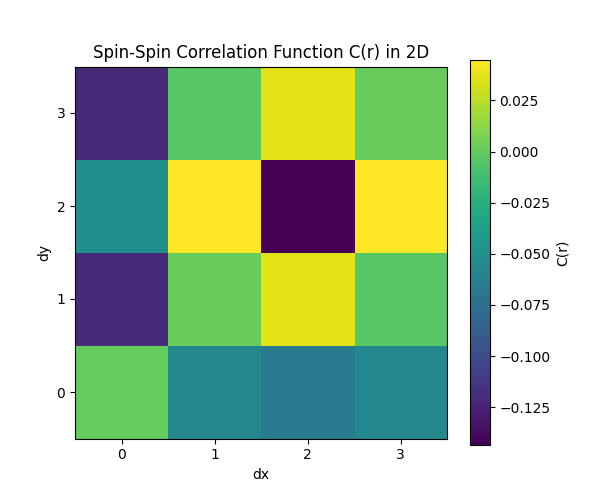 Spin-Spin Correlation Function C(r) in 2D
3
2
1
0
dy
0 1 2 3
dx
0.025
0.000
−0.025
−0.050
−0.075
−0.100
−0.125
C(r)